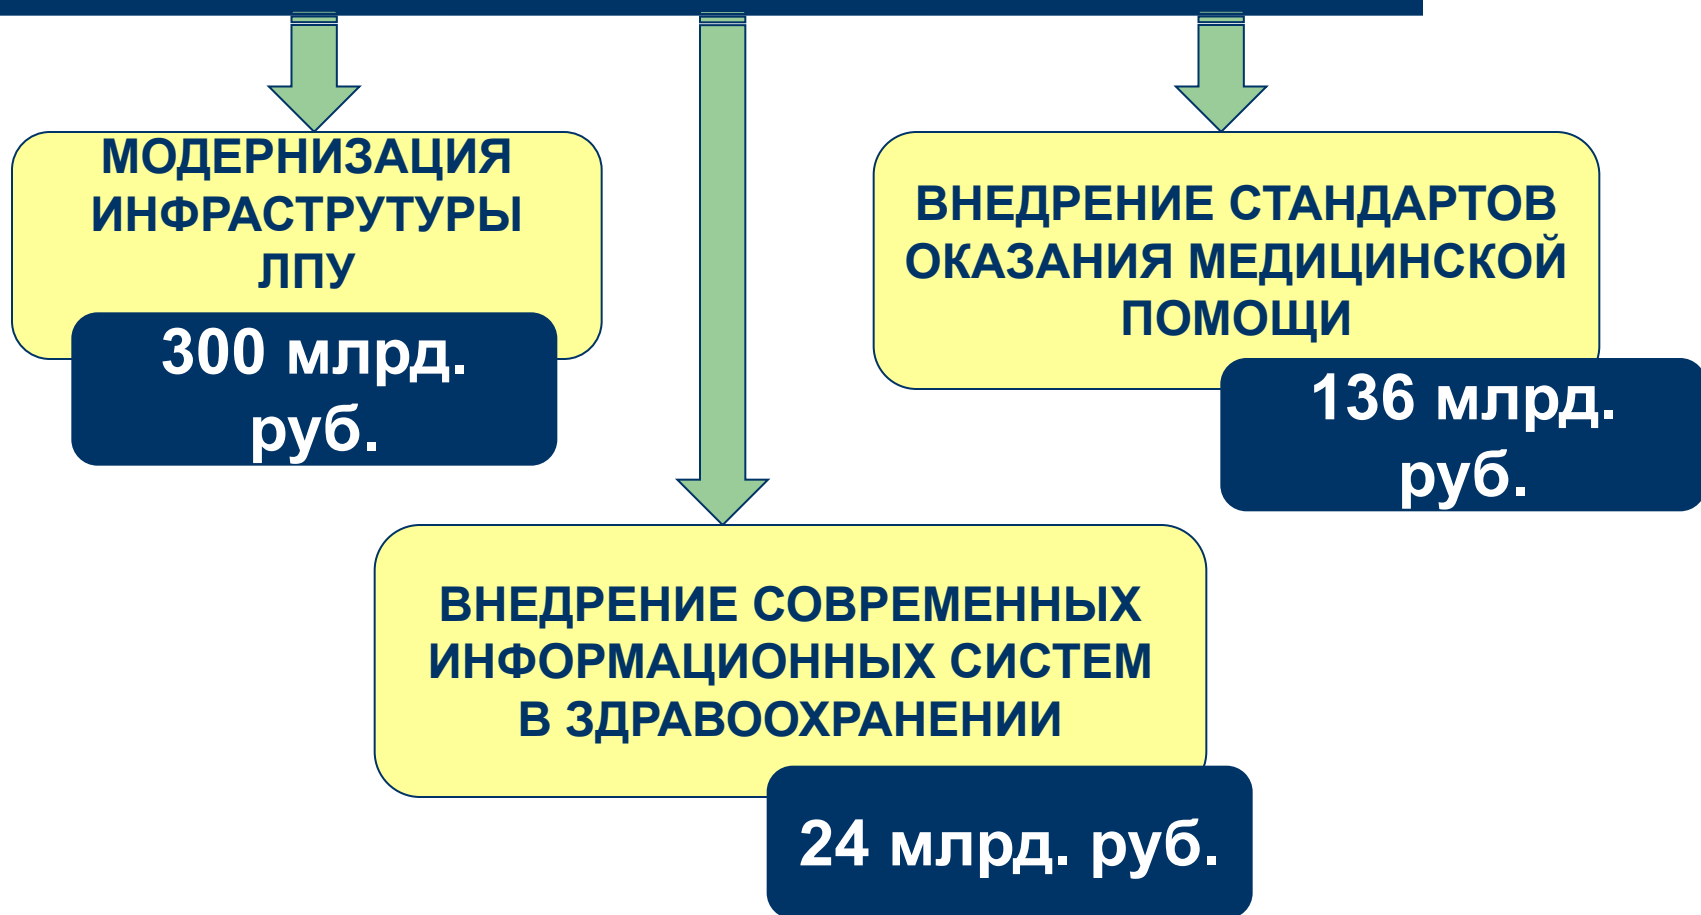 МОДЕРНИЗАЦИЯ
ИНФРАСТРУТУРЫ
ЛПУ
300 млрд.
руб.
ВНЕДРЕНИЕ СТАНДАРТОВ
ОКАЗАНИЯ МЕДИЦИНСКОЙ
ПОМОЩИ
136 млрд.
руб.
ВНЕДРЕНИЕ СОВРЕМЕННЫХ
ИНФОРМАЦИОННЫХ СИСТЕМ
В ЗДРАВООХРАНЕНИИ
24 млрд. руб.